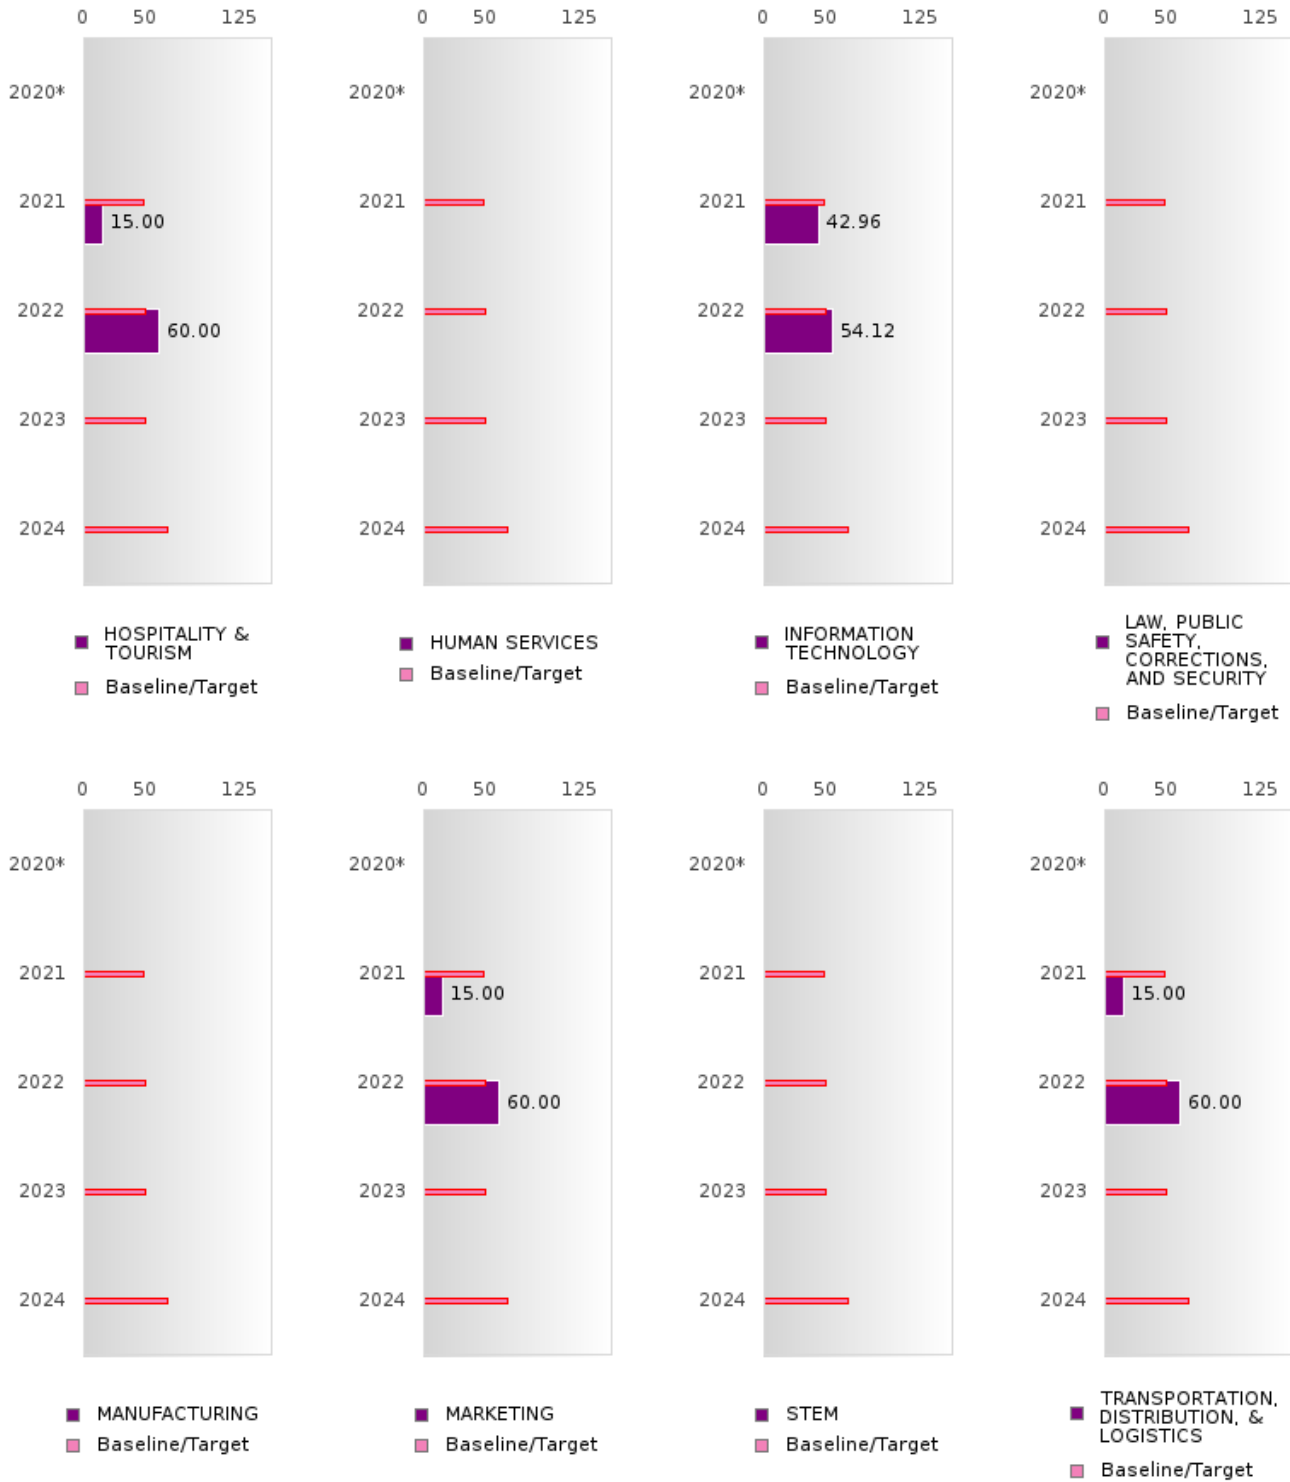 0 50 125
2020*
2021
15.00
2022
60.00
2023
2024
HOSPITALITY &
TOURISM
Baseline/Target
0 50 125
2020*
2021
2022
2023
2024
HUMAN SERVICES
Baseline/Target
0 50 125
2020*
2021
42.96
2022
54.12
2023
2024
INFORMATION
TECHNOLOGY
Baseline/Target
0 50 125
2020*
2021
2022
2023
2024
LAW, PUBLIC
SAFETY,
CORRECTIONS,
AND SECURITY
Baseline/Target
0 50 125
2020*
2021
2022
2023
2024
MANUFACTURING
Baseline/Target
0 50 125
2020*
2021
15.00
2022
60.00
2023
2024
MARKETING
Baseline/Target
0 50 125
2020*
2021
2022
2023
2024
STEM
Baseline/Target
0 50 125
2020*
2021
15.00
2022
60.00
2023
2024
TRANSPORTATION,
DISTRIBUTION, &
LOGISTICS
Baseline/Target